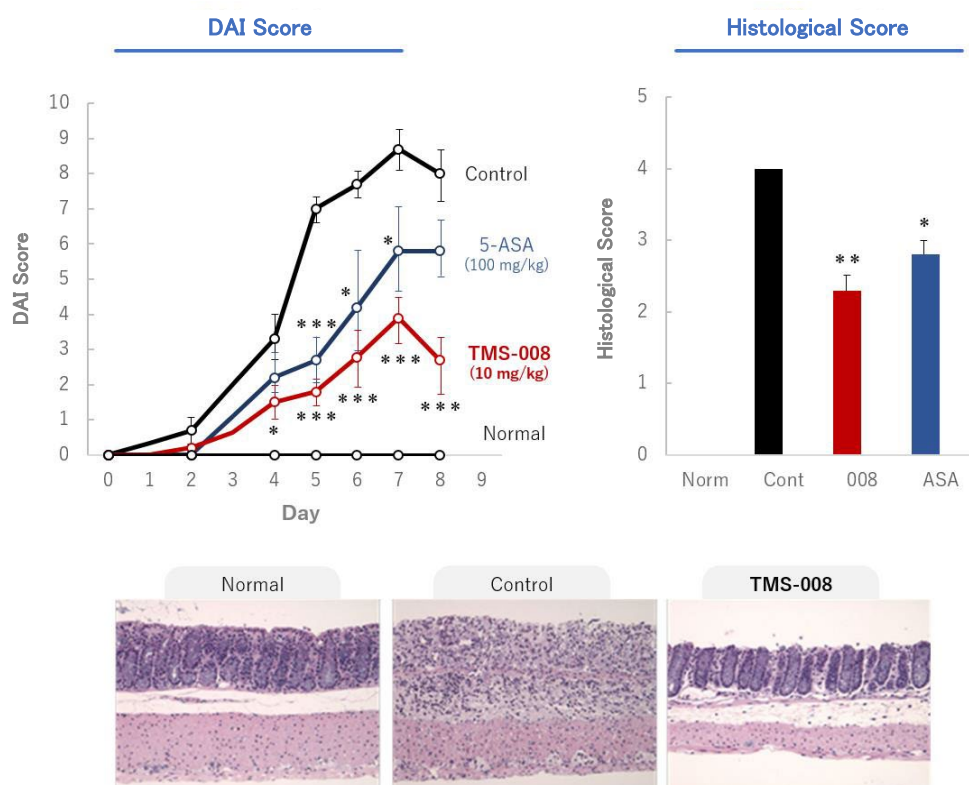 DAI Score
Histological Score
DAI Score
10
9
8
7
6
5
4
3
2
1
0
Control
5-ASA
(100 mg/kg)
TMS-008
(10 mg/kg)
Normal
*
*
***
***
***
***
*
***
0 1 2 3 4 5 6 7 8 9
Day
Histological Score
5
4
3
2
1
0
**
*
Norm Cont 008 ASA
Normal
Control
TMS-008